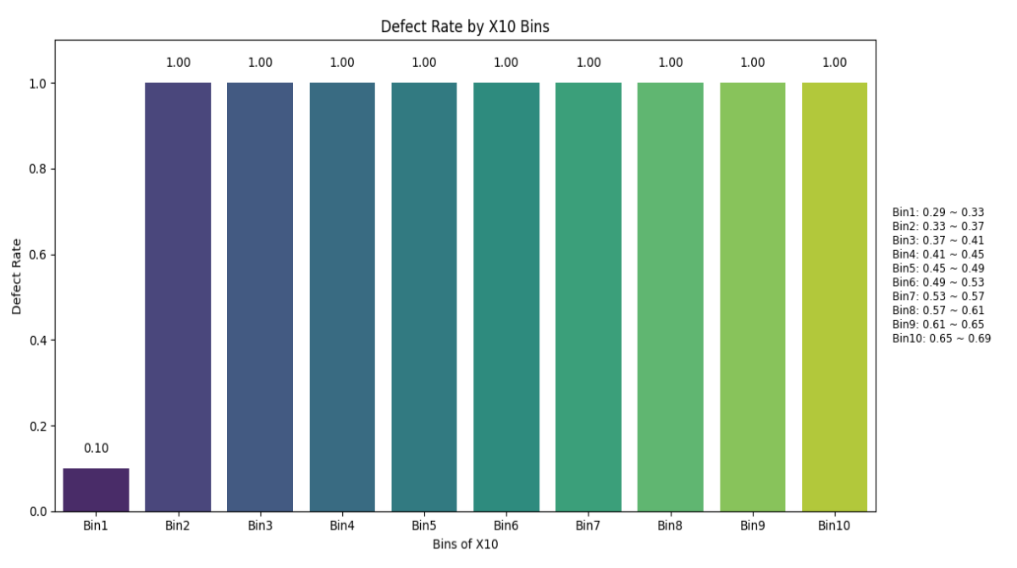 Defect Rate by X10 Bins
1.00 1.00 1.00 1.00 1.00 1.00 1.00 1.00 1.00
1.0
0.8
0.6
0.4
0.2
0.0
Defect Rate
0.10
Bin1 Bin2 Bin3 Bin4 Bin5 Bin6 Bin7 Bin8 Bin9 Bin10
Bins of X10
Bin1: 0.29 ~ 0.33
Bin2: 0.33 ~ 0.37
Bin3: 0.37 ~ 0.41
Bin4: 0.41 ~ 0.45
Bin5: 0.45 ~ 0.49
Bin6: 0.49 ~ 0.53
Bin7: 0.53 ~ 0.57
Bin8: 0.57 ~ 0.61
Bin9: 0.61 ~ 0.65
Bin10: 0.65 ~ 0.69